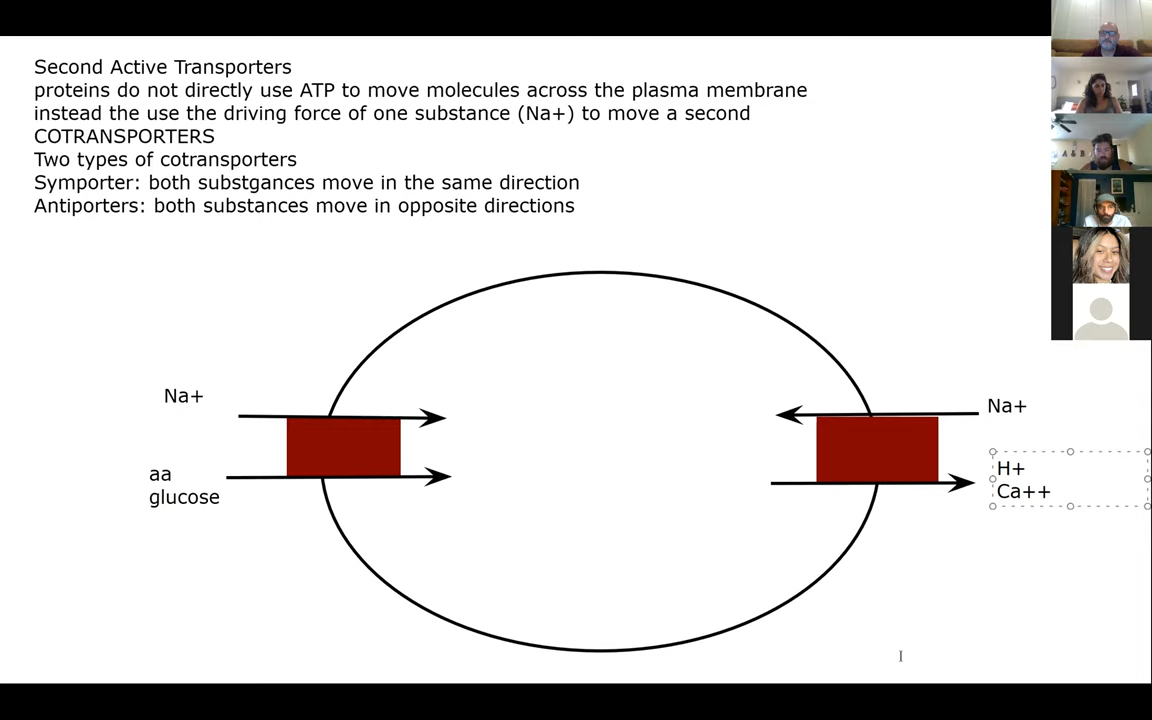 Second Active Transporters
proteins do not directly use ATP to move molecules across the plasma membrane
instead the use the driving force of one substance (Na+) to move a second
COTRANSPORTERS
Two types of cotransporters
Symporter: both substgances move in the same direction
Antiporters: both substances move in opposite directions
Na+
aa
glucose
Na+
H+
Ca++